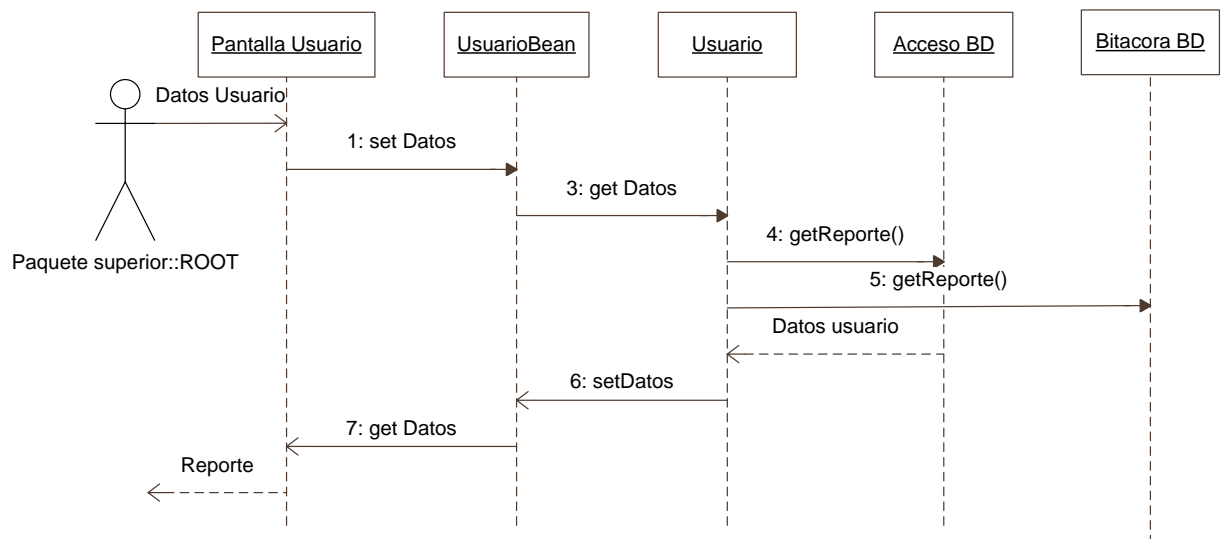 Pantalla Usuario
UsuarioBean
Usuario
Acceso BD
Bitacora BD
Datos Usuario
1: set Datos
3: get Datos
4: getReporte()
Paquete superior::ROOT
5: getReporte()
Datos usuario
6: setDatos
7: get Datos
Reporte